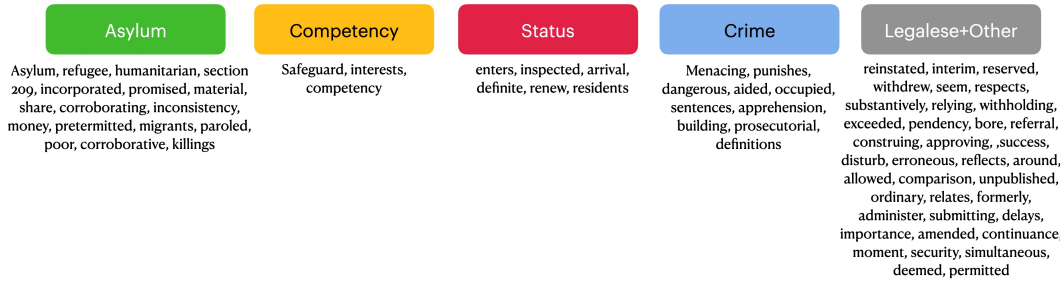 Asylum
Asylum, refugee, humanitarian, section
209, incorporated, promised, material,
share, corroborating, inconsistency,
money, pretermitted, migrants, paroled,
poor, corroborative, killings
Competency
Safeguard, interests,
competency
Status
enters, inspected, arrival,
definite, renew, residents
Crime
Menacing, punishes,
dangerous, aided, occupied,
sentences, apprehension,
building, prosecutorial,
definitions
Legalese+Other
reinstated, interim, reserved,
withdrew, seem, respects,
substantively, relying, withholding,
exceeded, pendency, bore, referral,
construing, approving, ,success,
disturb, erroneous, reflects, around,
allowed, comparison, unpublished,
ordinary, relates, formerly,
administer, submitting, delays,
importance, amended, continuance,
moment, security, simultaneous,
deemed, permitted